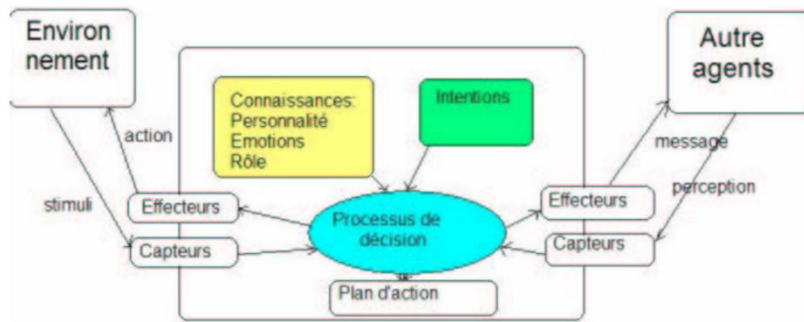 Environ
nement
Autre
agents
Connaissances:
Personnalité
Emotions
Rôle
Intentions
action
message
stimuli
perception
Effecteurs
Capteurs
Processus de
décision
Effecteurs
Capteurs
Plan d'action